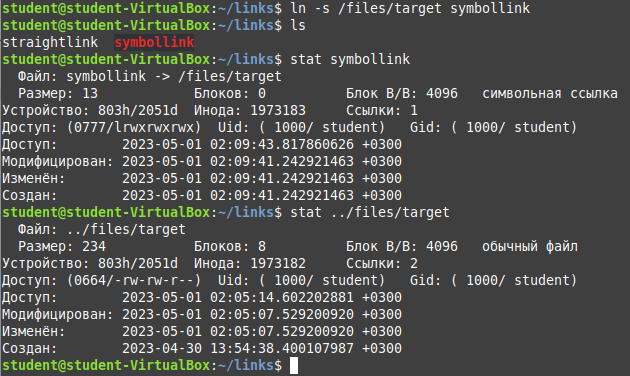 student@student-VirtualBox:~/links$ ln -s /files/target symbollink
student@student-VirtualBox:~/links$ ls
straightlink  symbollink
student@student-VirtualBox:~/links$ stat symbollink
  Файл: symbollink -> /files/target
  Размер: 13            Блоков: 0          Блок В/В: 4096   символьная ссылка
Устройство: 803h/2051d  Инода: 1973183     Ссылки: 1
Доступ: (0777/lrwxrwxrwx)  Uid: ( 1000/ student)   Gid: ( 1000/ student)
Доступ:        2023-05-01 02:09:43.817860626 +0300
Модифицирован: 2023-05-01 02:09:41.242921463 +0300
Изменён:       2023-05-01 02:09:41.242921463 +0300
Создан:        2023-05-01 02:09:41.242921463 +0300
student@student-VirtualBox:~/links$ stat ../files/target
  Файл: ../files/target
  Размер: 234           Блоков: 8          Блок В/В: 4096   обычный файл
Устройство: 803h/2051d  Инода: 1973182     Ссылки: 2
Доступ: (0664/-rw-rw-r--)  Uid: ( 1000/ student)   Gid: ( 1000/ student)
Доступ:        2023-05-01 02:05:14.602202881 +0300
Модифицирован: 2023-05-01 02:05:07.529200920 +0300
Изменён:       2023-05-01 02:05:07.529200920 +0300
Создан:        2023-04-30 13:54:38.400107987 +0300
student@student-VirtualBox:~/links$